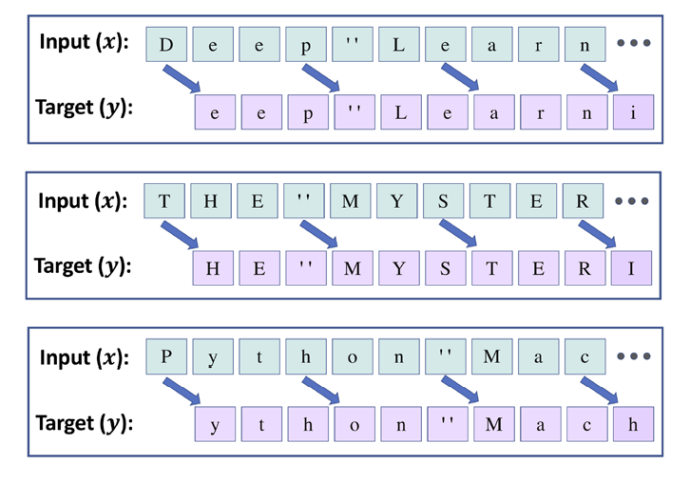 Input (x): D e e p '' L e a r n •••
Target (y): e e p '' L e a r n i
Input (x): T H E '' M Y S T E R •••
Target (y): H E '' M Y S T E R I
Input (x): P y t h o n '' M a c •••
Target (y): y t h o n '' M a c h